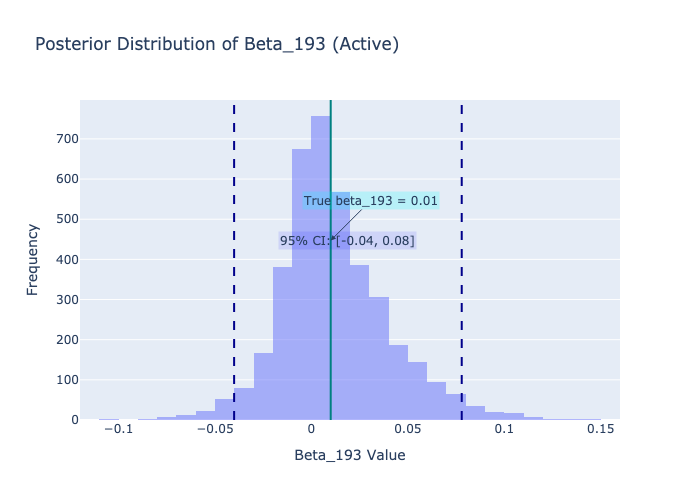 Posterior Distribution of Beta_193 (Active)
700
600
500
400
300
200
100
0
Frequency
True beta_193 = 0.01
95% CI: [-0.04, 0.08]
−0.1
−0.05
0
0.05
0.1
0.15
Beta_193 Value